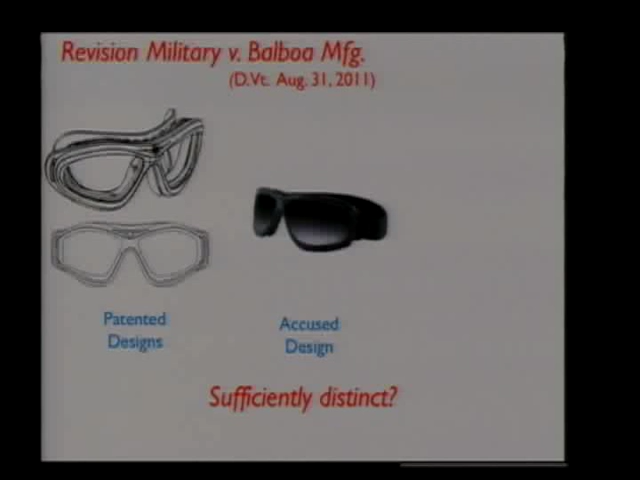 Revision Military v. Balboa Mfg.
(D.Vt. Aug. 31, 2011)
Patented
Designs
Accused
Design
Sufficiently distinct?